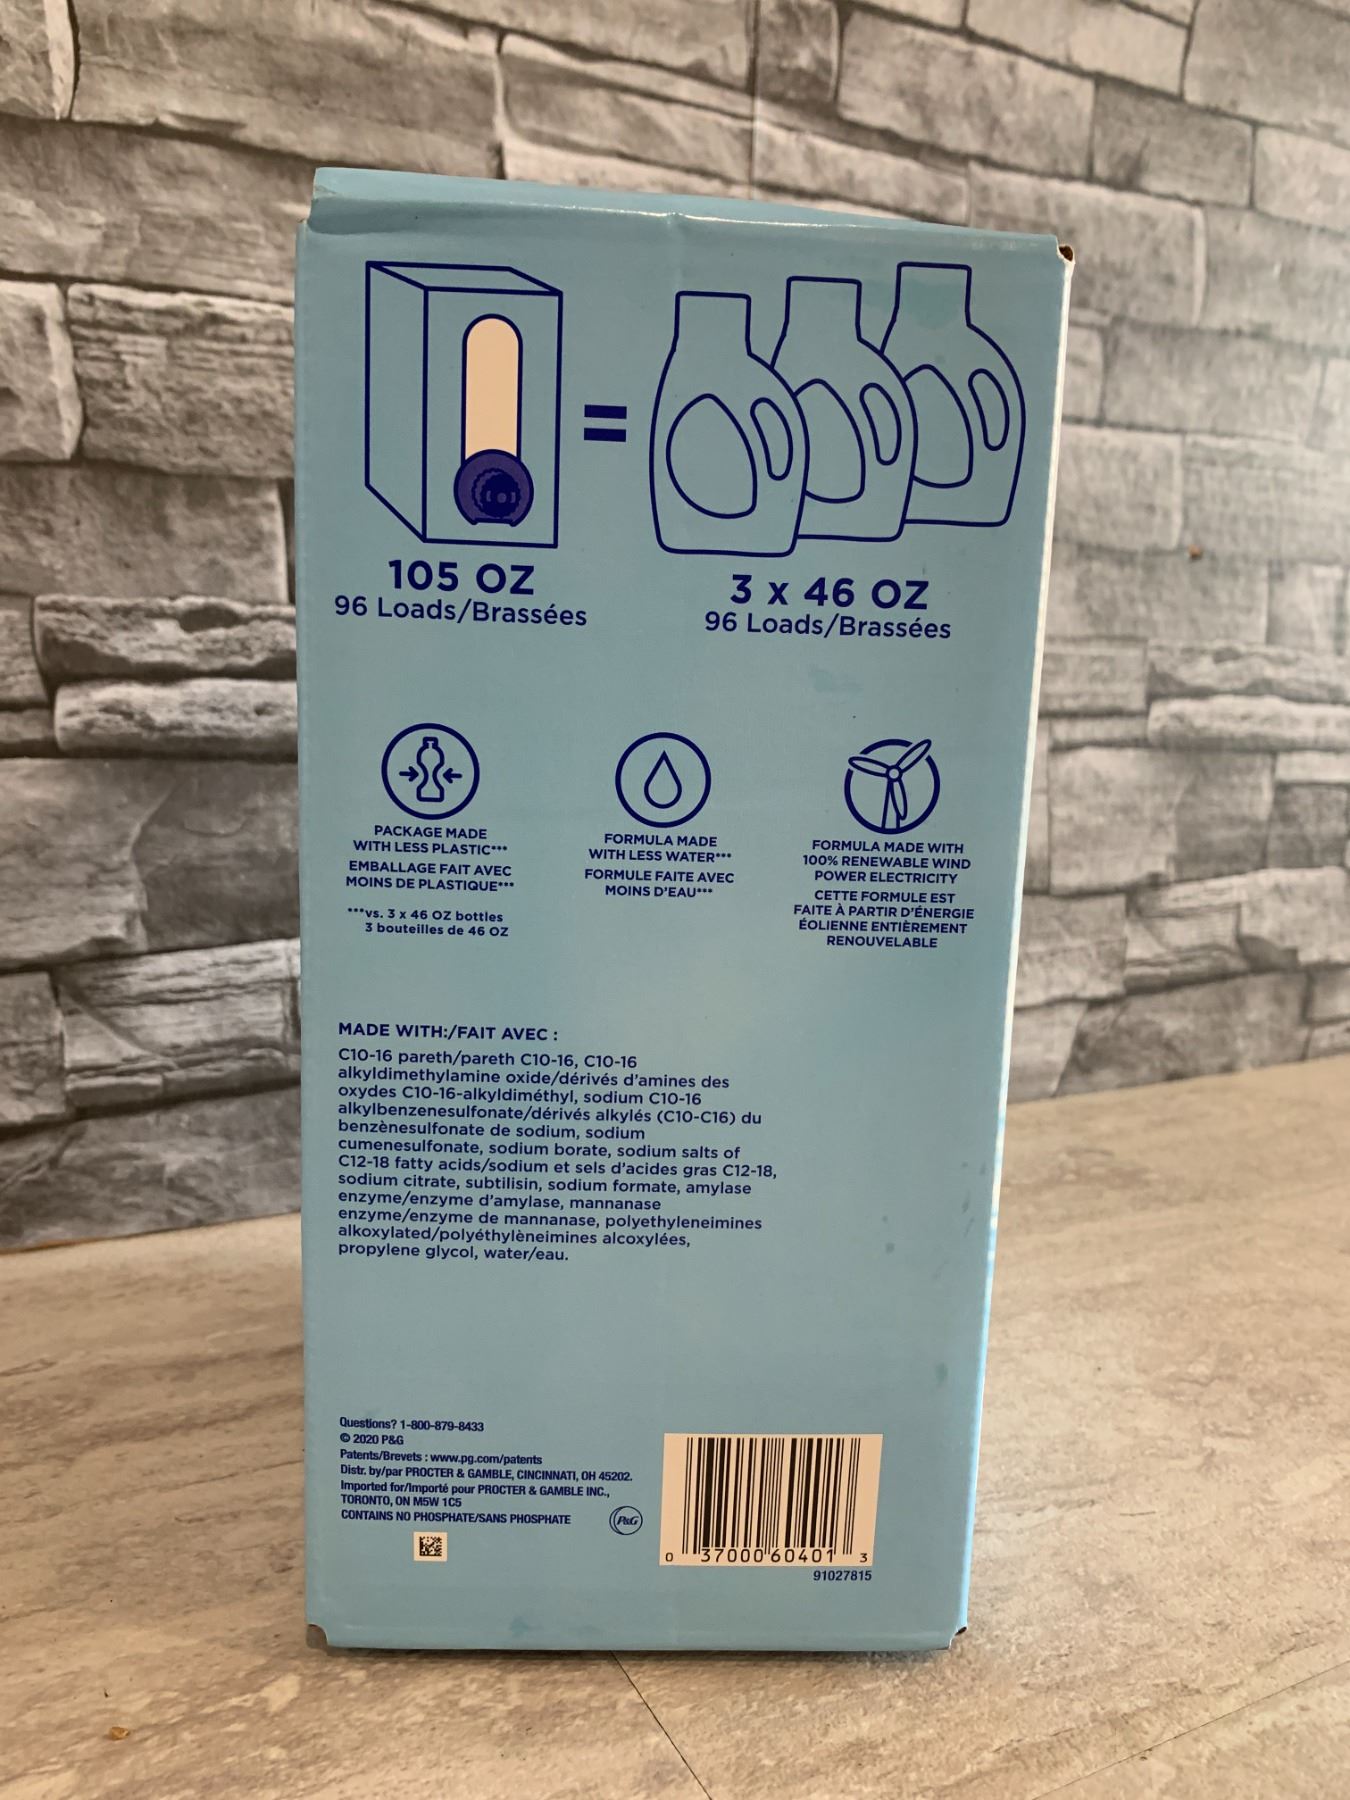 105 OZ
96 Loads/Brassées
3 x 46 OZ
96 Loads/Brassées
PACKAGE MADE
WITH LESS PLASTIC***
EMBALLAGE FAIT AVEC
MOINS DE PLASTIQUE***
***vs. 3 x 46 OZ bottles
3 bouteilles de 46 OZ
FORMULA MADE
WITH LESS WATER***
FORMULE FAITE AVEC
MOINS D'EAU***
FORMULA MADE WITH
100% RENEWABLE WIND
POWER ELECTRICITY
CETTE FORMULE EST
FAITE À PARTIR D'ÉNERGIE
ÉOLIENNE ENTIÈREMENT
RENOUVELABLE
MADE WITH:/FAIT AVEC :
C10-16 pareth/pareth C10-16, C10-16
alkyldimethylamine oxide/dérivés d'amines des
oxydes C10-16-alkyldiméthyl, sodium C10-16
alkylbenzenesulfonate/dérivés alkylés (C10-C16) du
benzènesulfonate de sodium, sodium
cumenesulfonate, sodium borate, sodium salts of
C12-18 fatty acids/sodium et sels d'acides gras C12-18,
sodium citrate, subtilisin, sodium formate, amylase
enzyme/enzyme d'amylase, mannanase
enzyme/enzyme de mannanase, polyethyleneimines
alkoxylated/polyéthylèneimines alcoxylées,
propylene glycol, water/eau.
Questions? 1-800-879-8433
© 2020 P&G
Patents/Brevets : www.pg.com/patents
Distr. by/par PROCTER & GAMBLE, CINCINNATI, OH 45202.
Imported for/Importé pour PROCTER & GAMBLE INC.,
TORONTO, ON M5W 1C5
CONTAINS NO PHOSPHATE/SANS PHOSPHATE
P&G
0 37000 60401 3
91027815